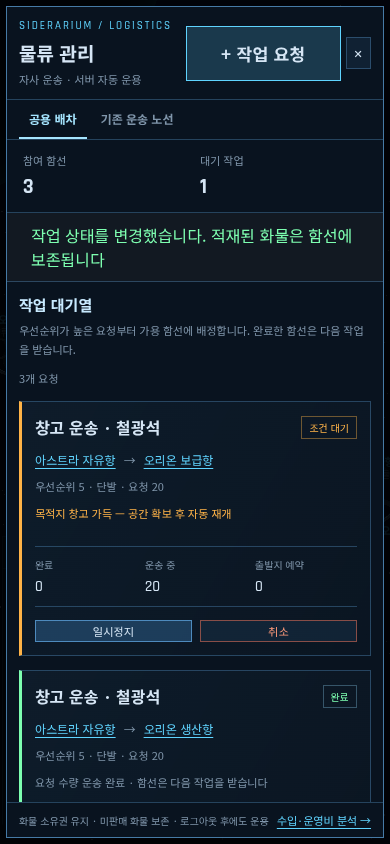 SIDERARIUM / LOGISTICS
물류 관리
자사 운송 · 서버 자동 운용
+ 작업 요청
×
공용 배차 기존 운송 노선
참여 함선 대기 작업
3 1
작업 상태를 변경했습니다. 적재된 화물은 함선에
보존됩니다
작업 대기열
우선순위가 높은 요청부터 가용 함선에 배정합니다. 완료한 함선은 다음 작업
을 받습니다.
3개 요청
창고 운송 · 철광석 조건 대기
아스트라 자유항 → 오리온 보급항
우선순위 5 · 단발 · 요청 20
목적지 창고 가득 — 공간 확보 후 자동 재개
완료 운송 중 출발지 예약
0 20 0
일시정지 취소
창고 운송 · 철광석 완료
아스트라 자유항 → 오리온 생산항
우선순위 5 · 단발 · 요청 20
요청 수량 운송 완료 · 함선은 다음 작업을 받습니다
화물 소유권 유지 · 미판매 화물 보존 · 로그아웃 후에도 운용 수입·운영비 분석 →